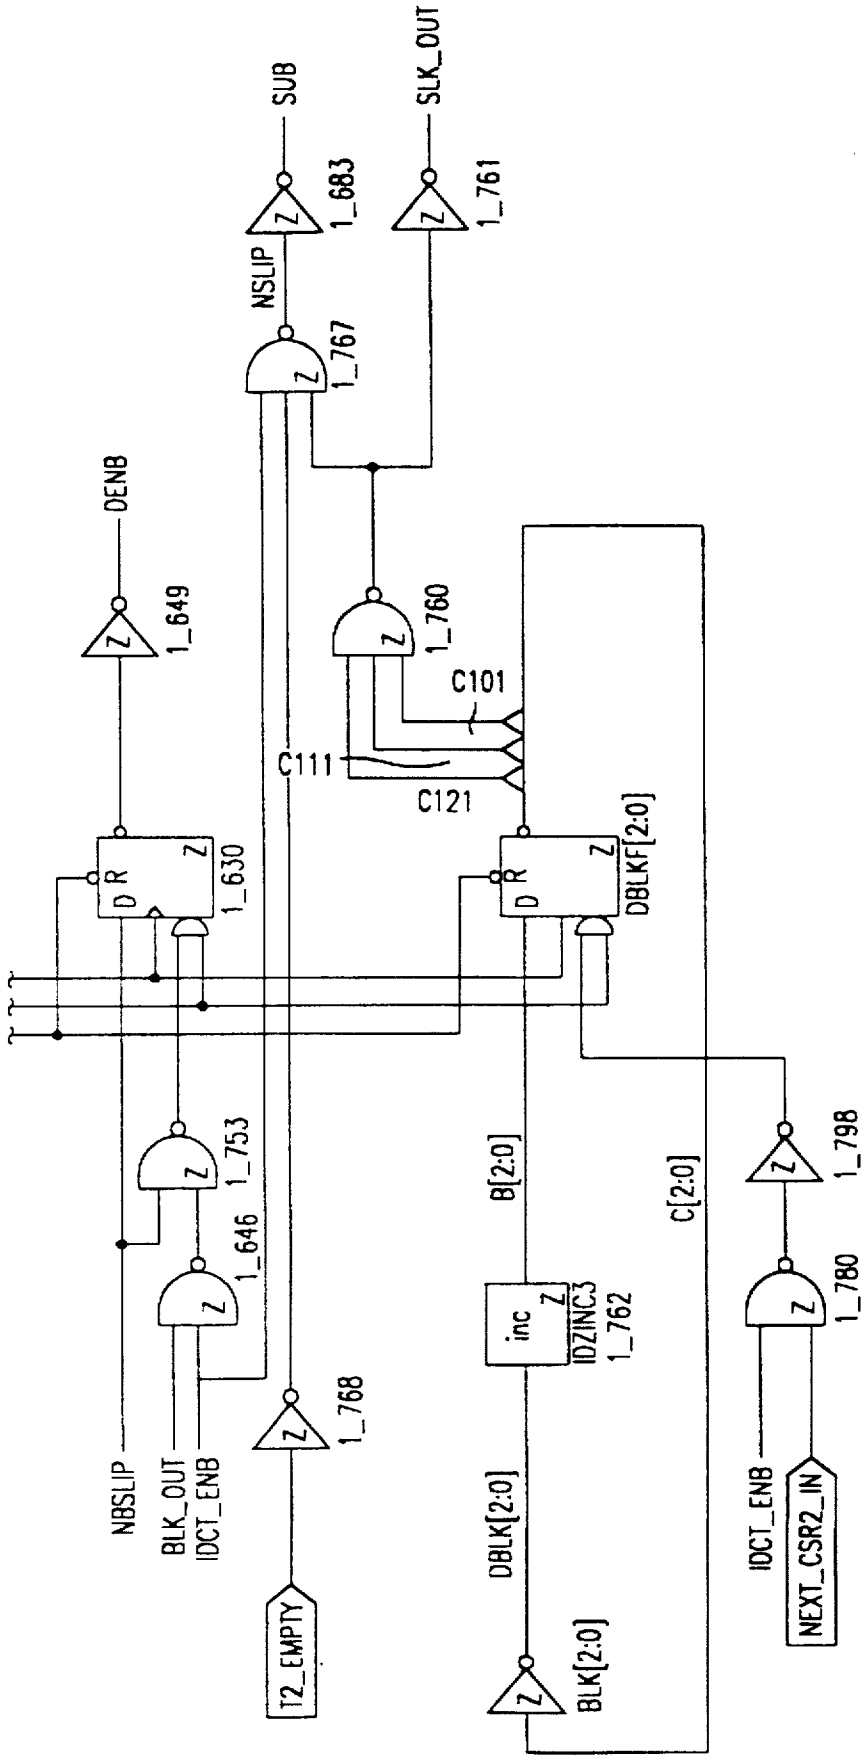 SUB
SLK_OUT
Z
1_683
Z
1_761
NSLIP
Z
1_767
DENB
Z
1_649
Z
1_760
C101
C111
C121
D R Z
1_630
D R Z
DBLKF[2:0]
Z
1_753
Z
1_646
B[2:0]
C[2:0]
Z
1_798
Z
1_780
inc Z
IDZINC3
1_762
Z
1_768
NBSLIP
BLK_OUT
IDCT_ENB
T2_EMPTY
DBLK[2:0]
Z
BLK[2:0]
IDCT_ENB
NEXT_CSR2_IN